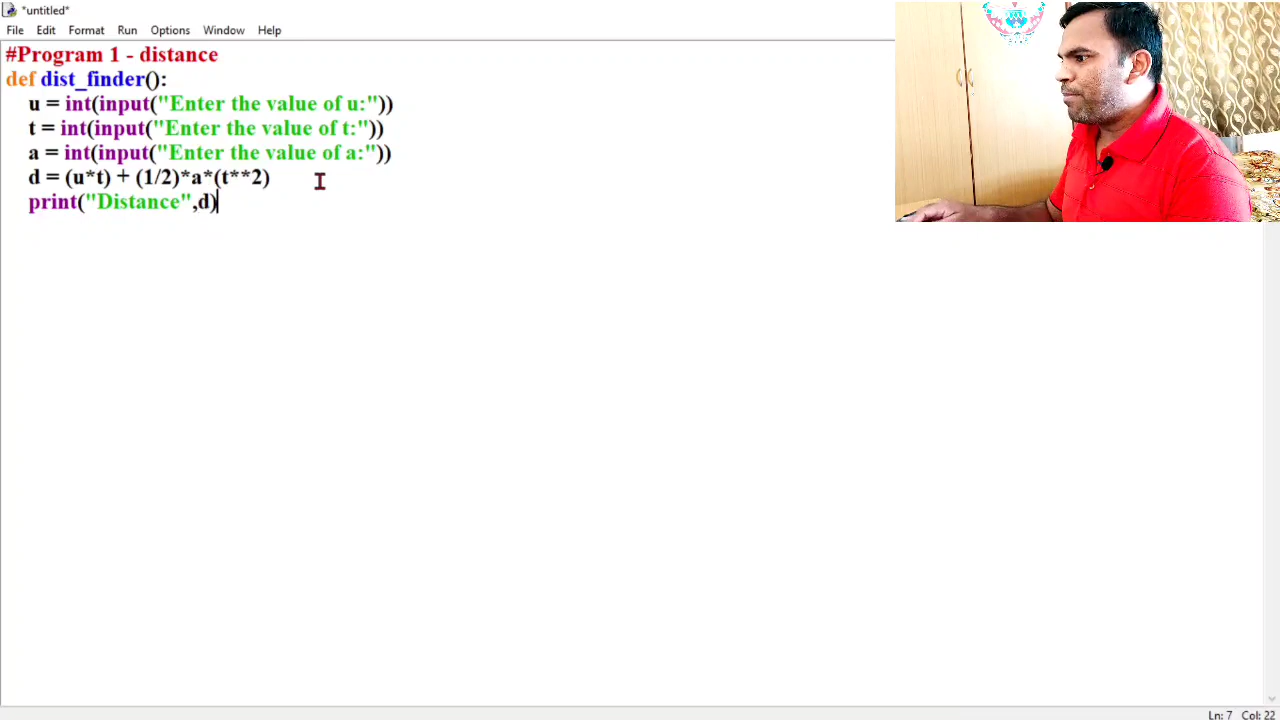 *untitled*
File Edit Format Run Options Window Help
#Program 1 - distance
def dist_finder():
    u = int(input("Enter the value of u:"))
    t = int(input("Enter the value of t:"))
    a = int(input("Enter the value of a:"))
    d = (u*t) + (1/2)*a*(t**2)
    print("Distance",d)
Ln: 7 Col: 22